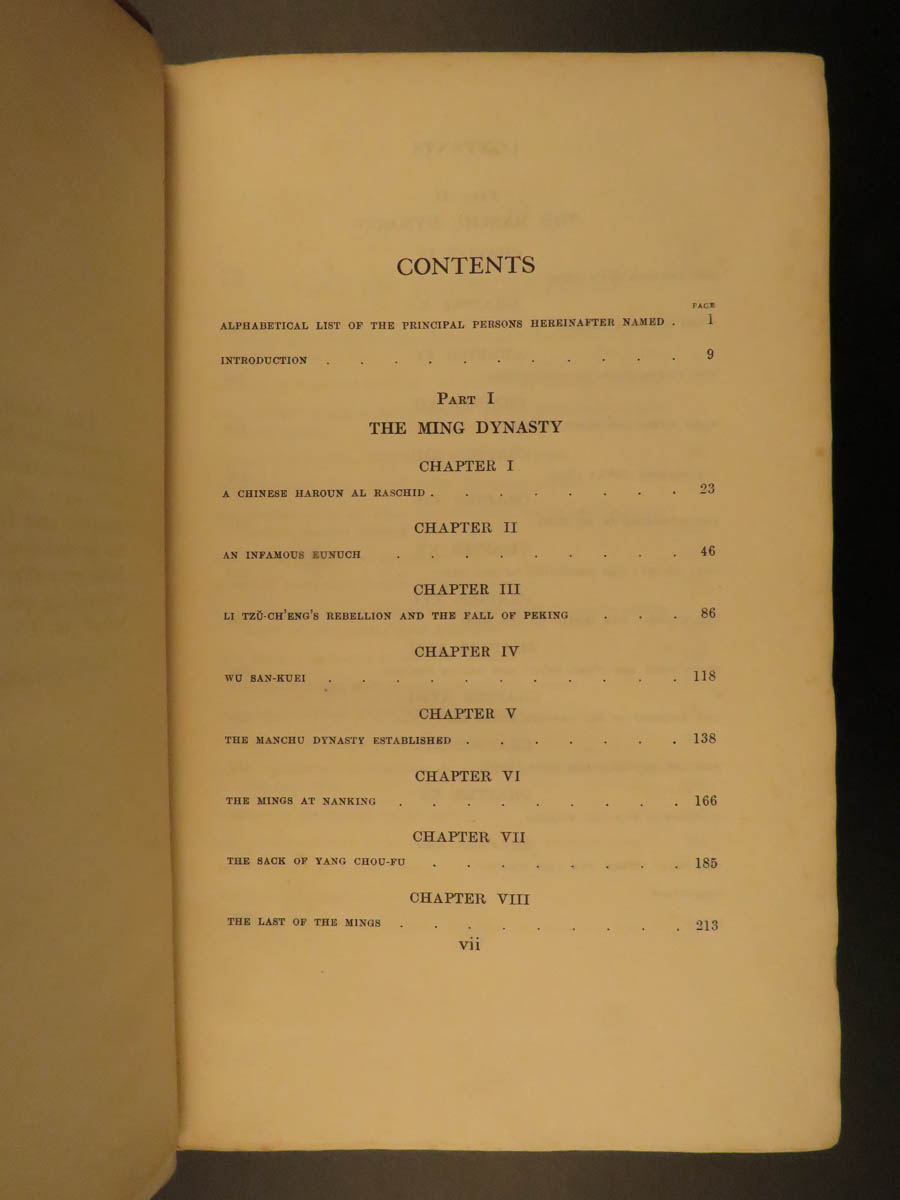 CONTENTS
PAGE
ALPHABETICAL LIST OF THE PRINCIPAL PERSONS HEREINAFTER NAMED . 1
INTRODUCTION . . . . . . . . . . . 9
PART I
THE MING DYNASTY
CHAPTER I
A CHINESE HAROUN AL RASCHID . . . . . . . . 23
CHAPTER II
AN INFAMOUS EUNUCH . . . . . . . . . 46
CHAPTER III
LI TZŬ-CH'ENG'S REBELLION AND THE FALL OF PEKING . . . 86
CHAPTER IV
WU SAN-KUEI . . . . . . . . . . . 118
CHAPTER V
THE MANCHU DYNASTY ESTABLISHED . . . . . . . 138
CHAPTER VI
THE MINGS AT NANKING . . . . . . . . . 166
CHAPTER VII
THE SACK OF YANG CHOU-FU . . . . . . . . 185
CHAPTER VIII
THE LAST OF THE MINGS . . . . . . . . . 213
vii